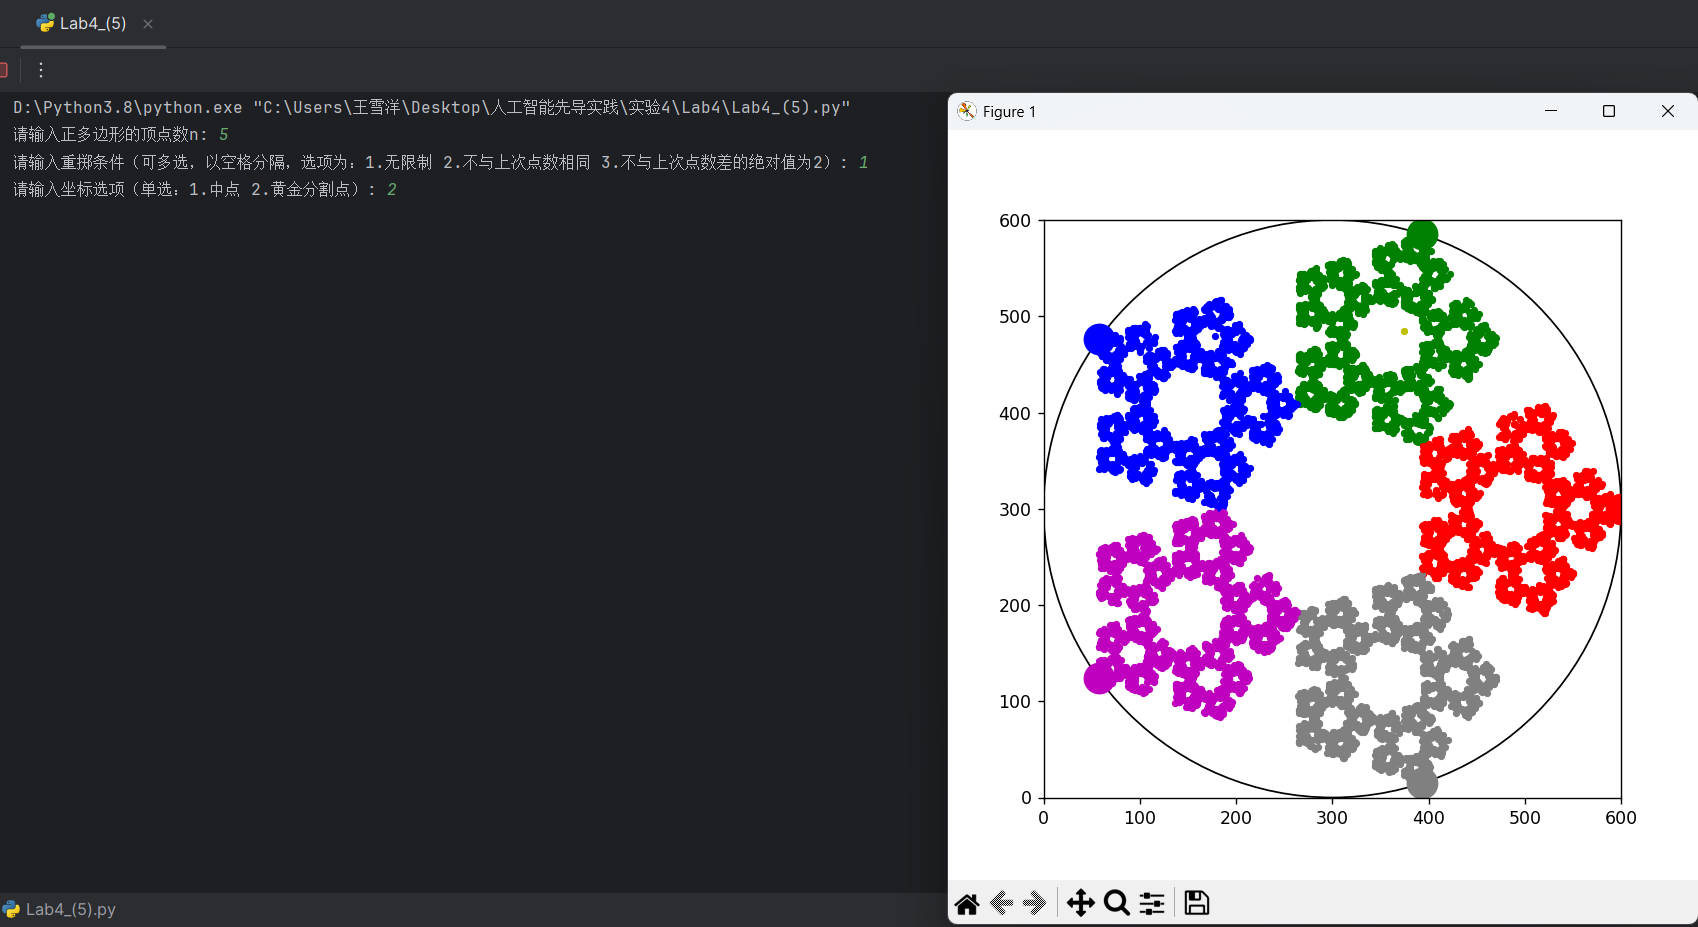 Lab4_(5)
D:\Python3.8\python.exe "C:\Users\王雪洋\Desktop\人工智能先导实践\实验4\Lab4\Lab4_(5).py"
请输入正多边形的顶点数n: 5
请输入重掷条件（可多选，以空格分隔，选项为：1.无限制 2.不与上次点数相同 3.不与上次点数差的绝对值为2）: 1
请输入坐标选项（单选：1.中点 2.黄金分割点）: 2
Figure 1
600
500
400
300
200
100
0
0 100 200 300 400 500 600
Lab4_(5).py